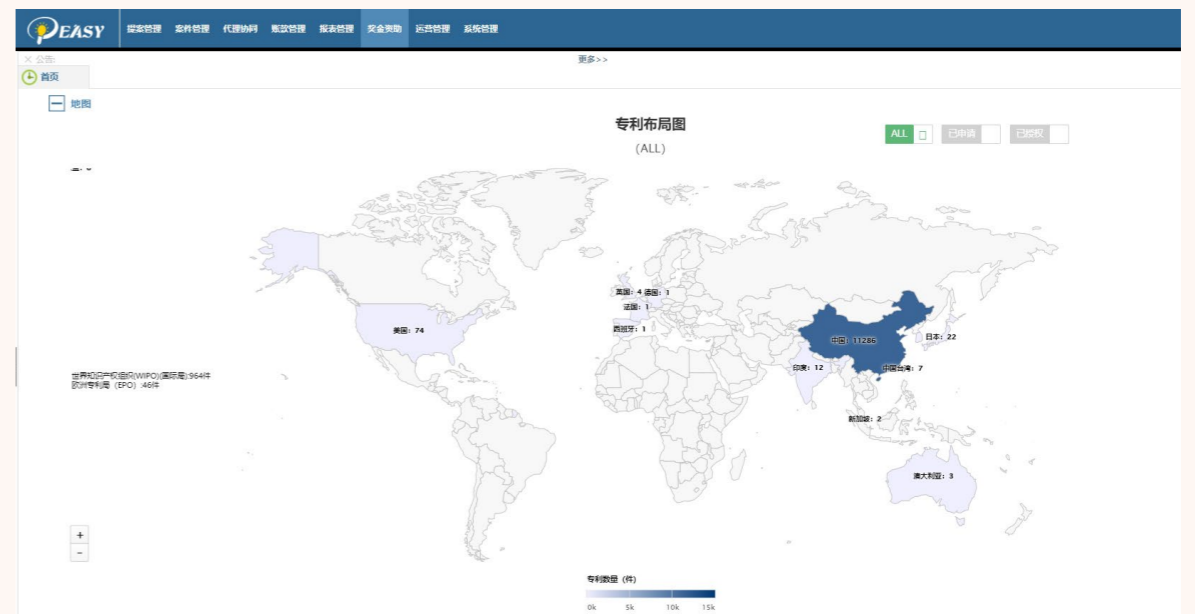 PEASY 提案管理 案件管理 代理协同 账款管理 报表管理 奖金资助 运营管理 系统管理
× 公告: 更多>>
首页
地图
专利布局图
(ALL)
ALL 已申请 已授权
英国: 4 德国: 1
法国: 1
西班牙: 1
美国: 74
中国: 11286
日本: 22
印度: 12
中国台湾: 7
世界知识产权组织(WIPO)(国际局):964件
欧洲专利局（EPO）:46件
新加坡: 2
澳大利亚: 3
+
-
专利数量（件）
0k 5k 10k 15k